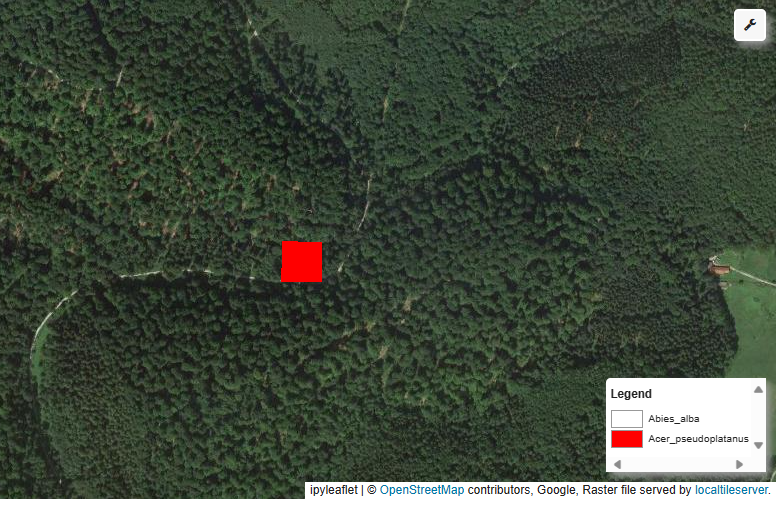 Legend
Abies_alba
Acer_pseudoplatanus
ipyleaflet | © OpenStreetMap contributors, Google, Raster file served by localtileserver.